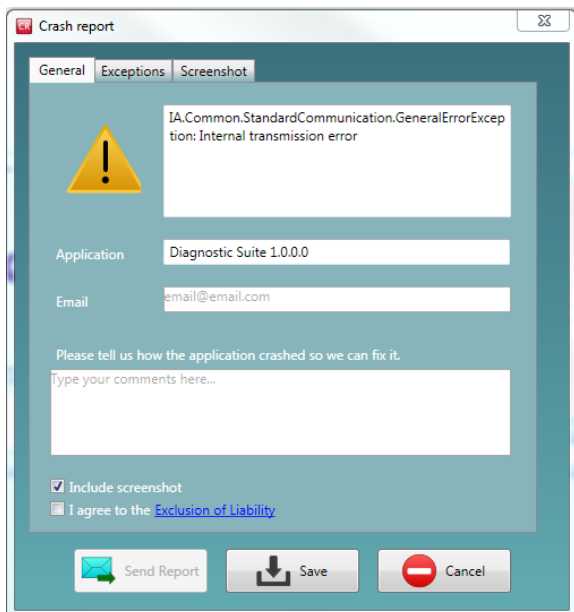 CR Crash report
General Exceptions Screenshot
IA.Common.StandardCommunication.GeneralErrorExcep
tion: Internal transmission error
Application Diagnostic Suite 1.0.0.0
Email email@email.com
Please tell us how the application crashed so we can fix it.
Type your comments here...
Include screenshot
I agree to the Exclusion of Liability
Send Report Save Cancel